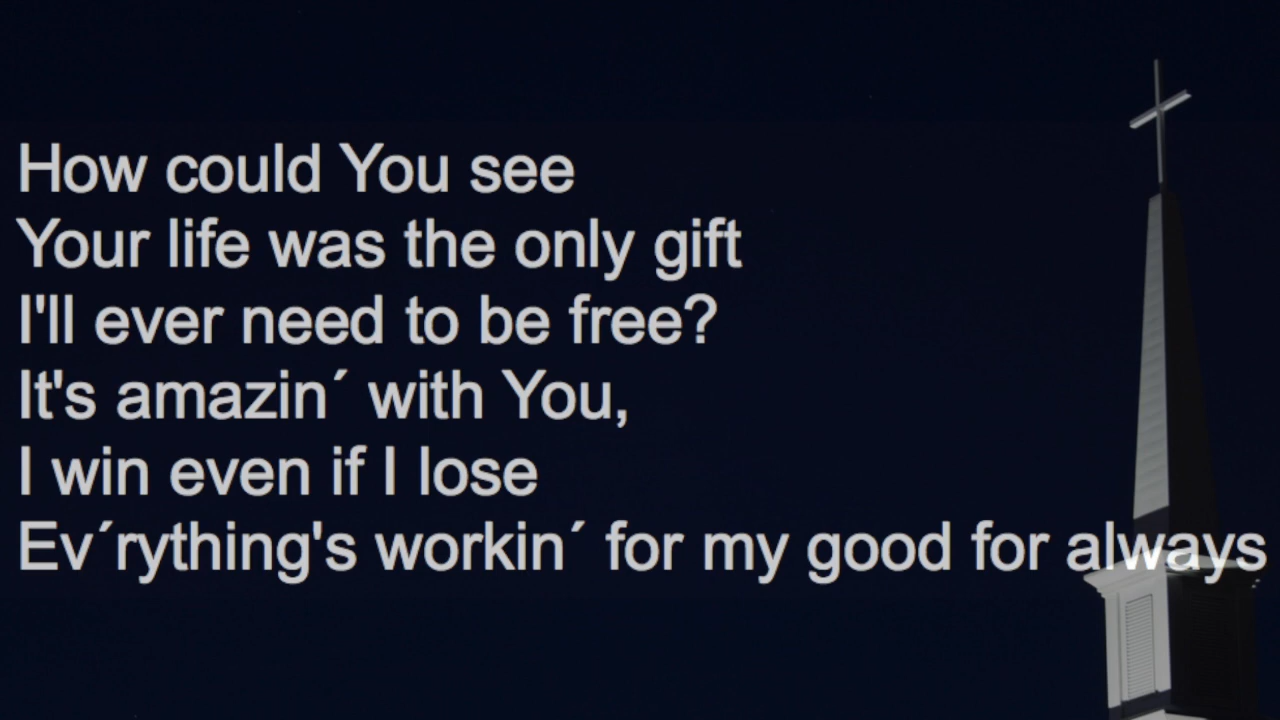 How could You see
Your life was the only gift
I'll ever need to be free?
It's amazin´ with You,
I win even if I lose
Ev´rything's workin´ for my good for always